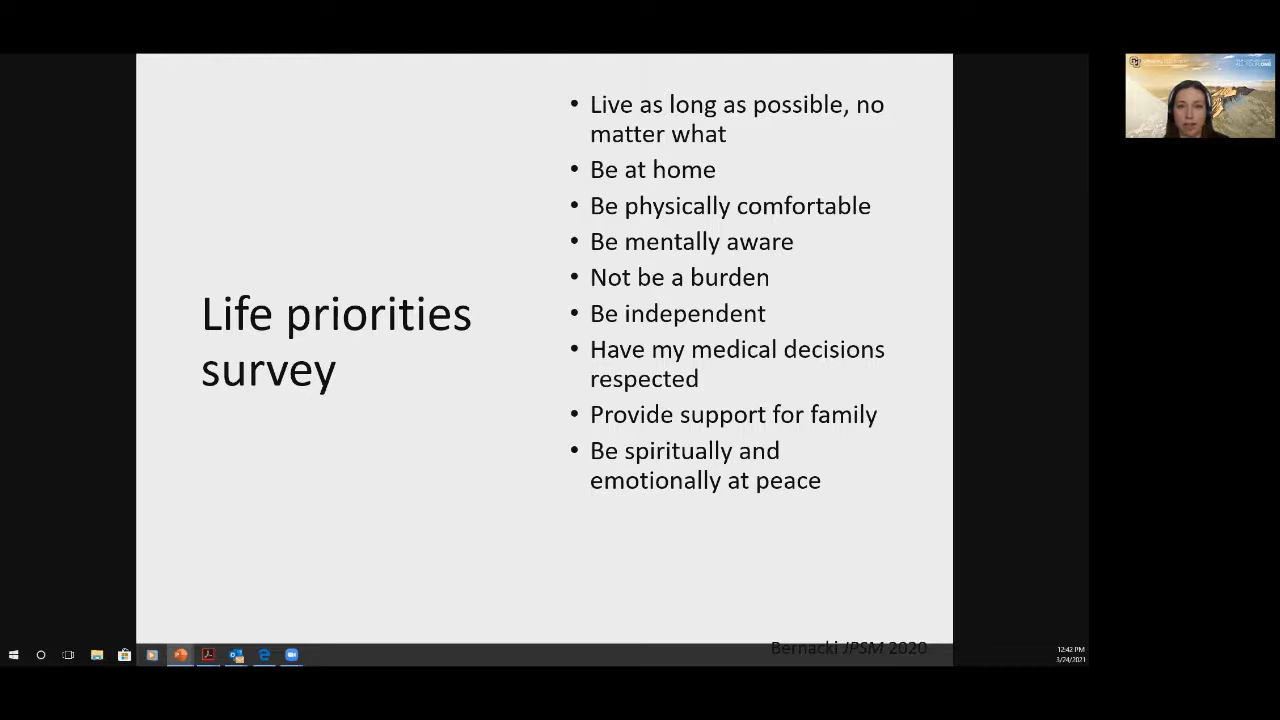 Life priorities
survey
• Live as long as possible, no
matter what
• Be at home
• Be physically comfortable
• Be mentally aware
• Not be a burden
• Be independent
• Have my medical decisions
respected
• Provide support for family
• Be spiritually and
emotionally at peace
Bernacki JPSM 2020
12:42 PM
3/24/2021